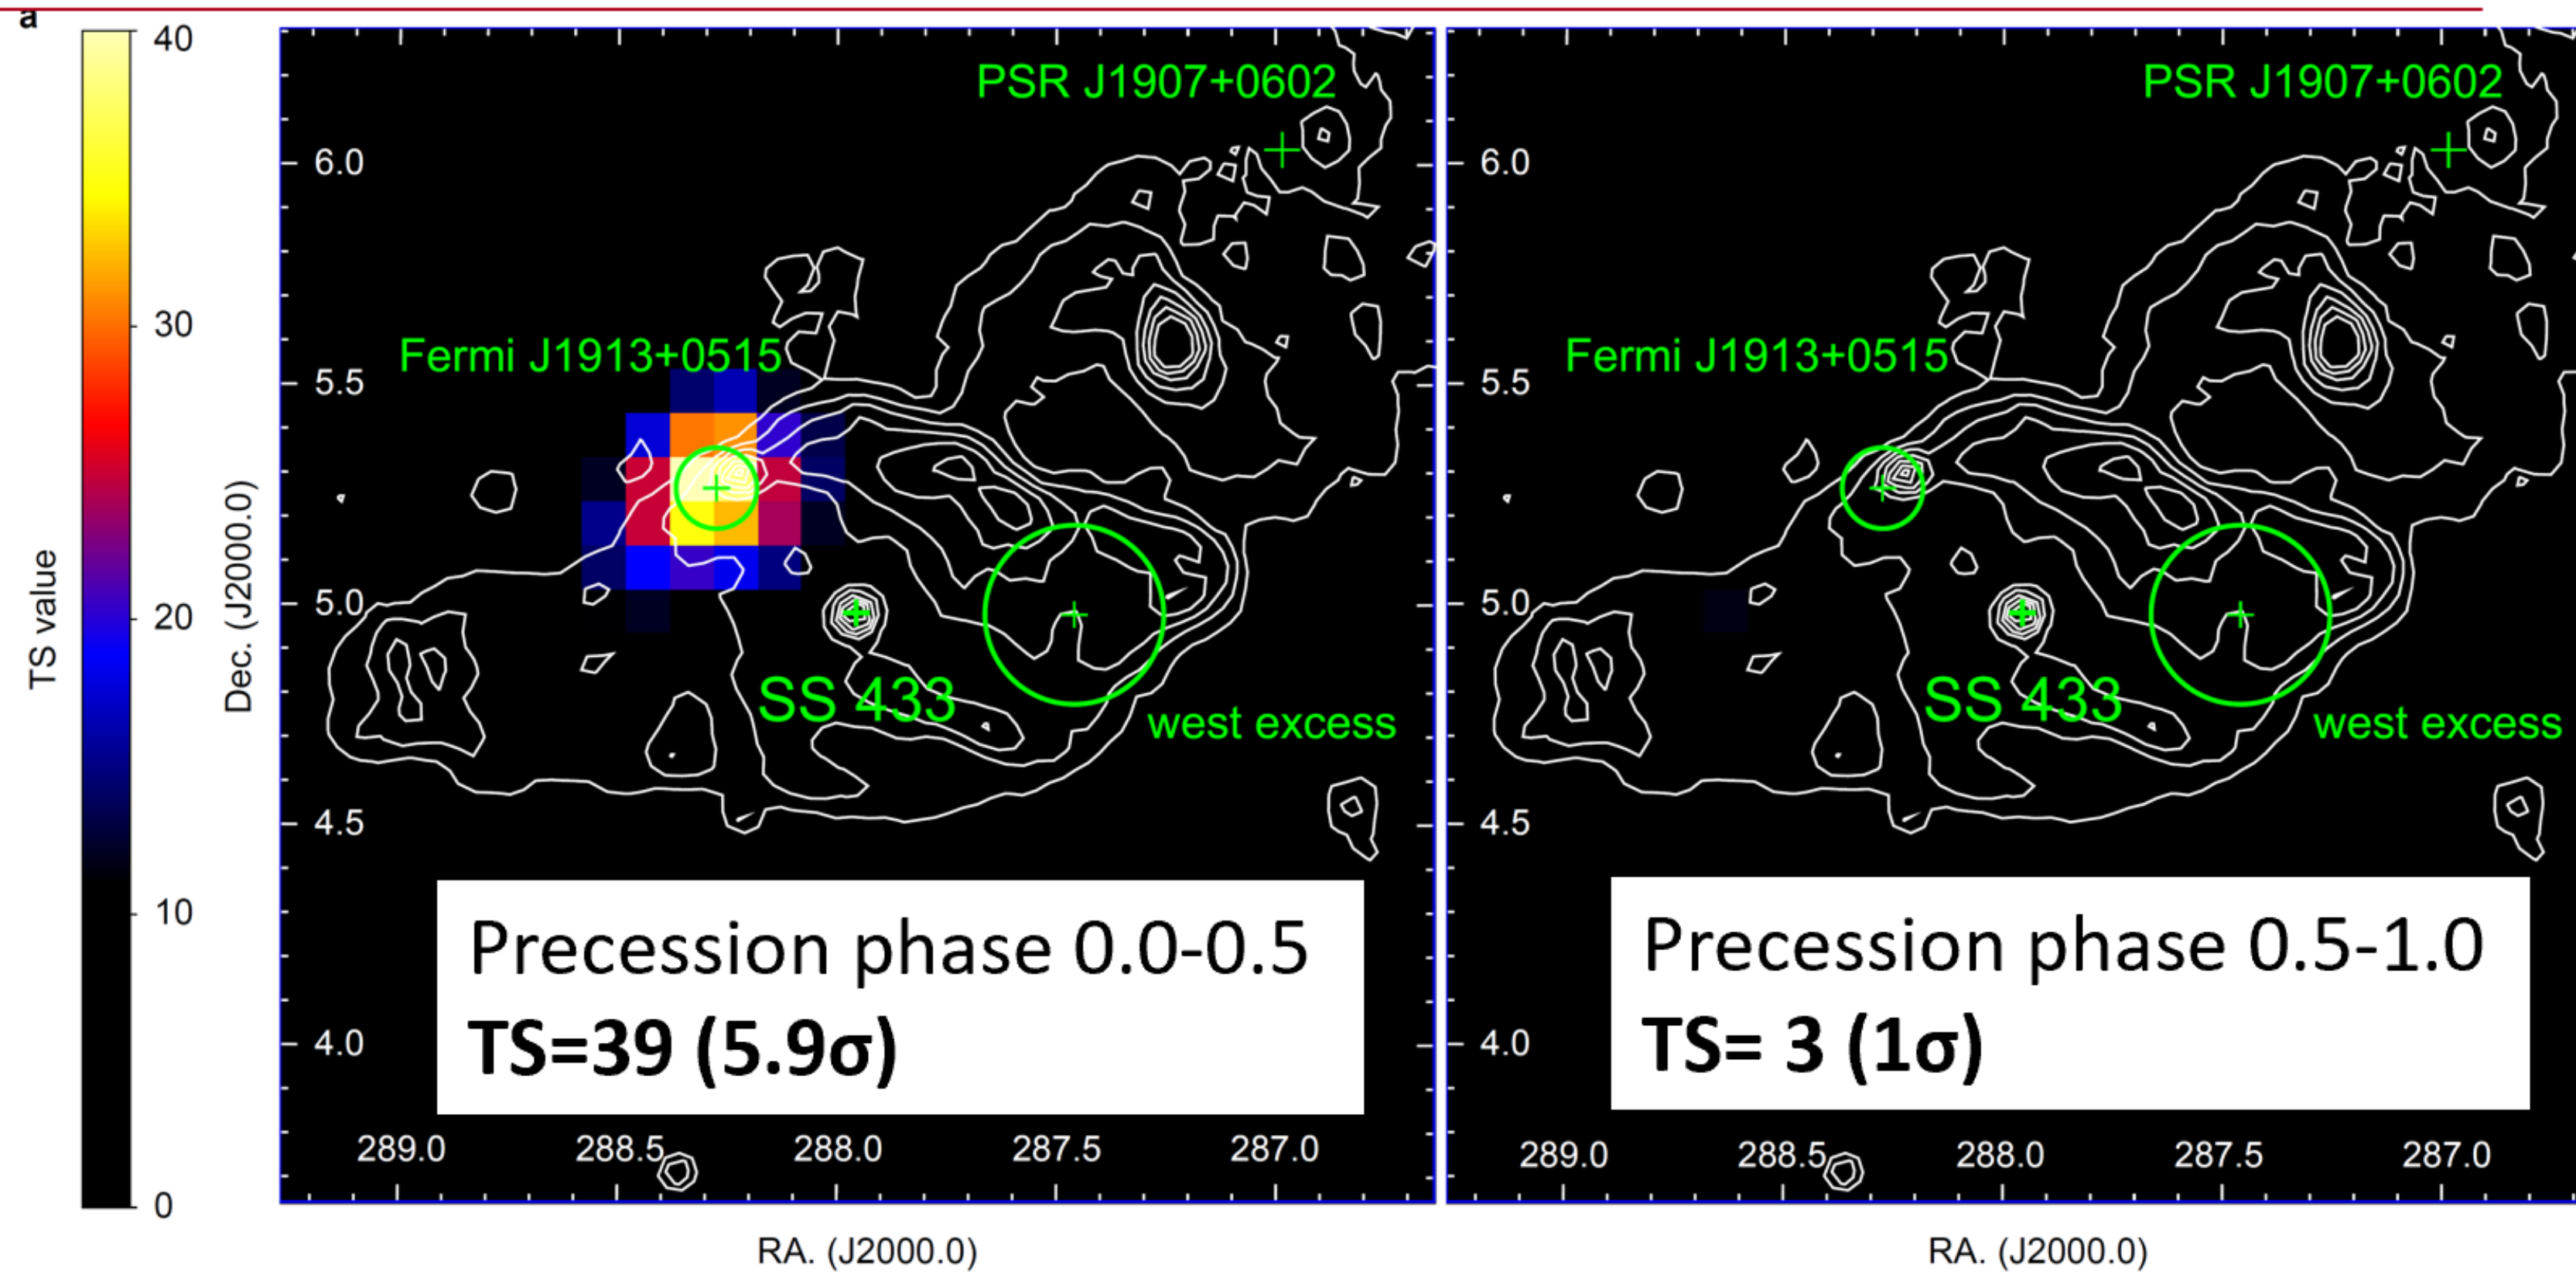 a
40
30
20
10
0
TS value
Dec. (J2000.0)
6.0
5.5
5.0
4.5
4.0
PSR J1907+0602
Fermi J1913+0515
SS 433
west excess
Precession phase 0.0-0.5
TS=39 (5.9σ)
289.0 288.5 288.0 287.5 287.0
RA. (J2000.0)
6.0
5.5
5.0
4.5
4.0
PSR J1907+0602
Fermi J1913+0515
SS 433
west excess
Precession phase 0.5-1.0
TS= 3 (1σ)
289.0 288.5 288.0 287.5 287.0
RA. (J2000.0)